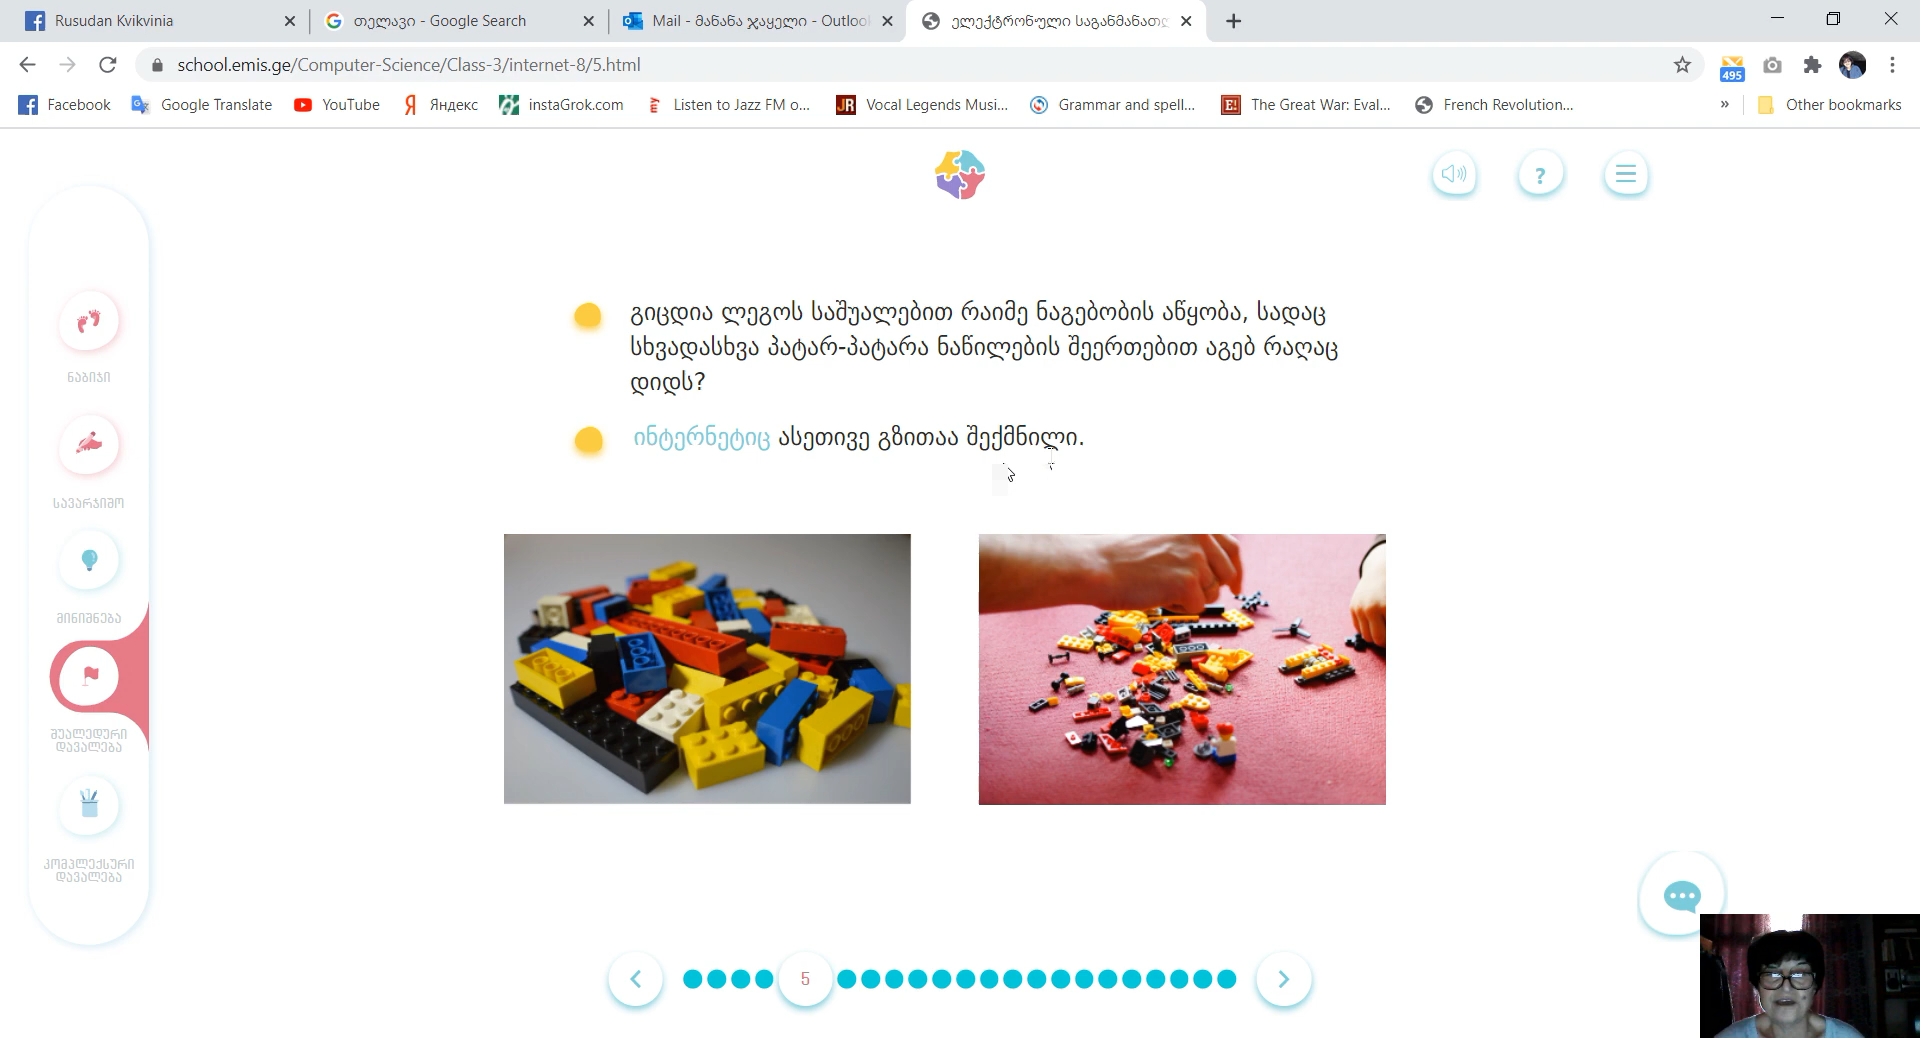 Rusudan Kvikvinia
თელავი - Google Search
Mail - მანანა ჯაყელი - Outloo
ელექტრონული საგანმანათ
school.emis.ge/Computer-Science/Class-3/internet-8/5.html
495
Facebook
Google Translate
YouTube
Яндекс
instaGrok.com
Listen to Jazz FM o...
Vocal Legends Musi...
Grammar and spell...
The Great War: Eval...
French Revolution...
»
Other bookmarks
?
გიცდია ლეგოს საშუალებით რაიმე ნაგებობის აწყობა, სადაც
სხვადასხვა პატარ-პატარა ნაწილების შეერთებით აგებ რაღაც
დიდს?
ინტერნეტიც ასეთივე გზითაა შექმნილი.
ნაბიჯი
სავარჯიშო
მინიშნება
შუალედური
დავალება
კომპლექსური
დავალება
5